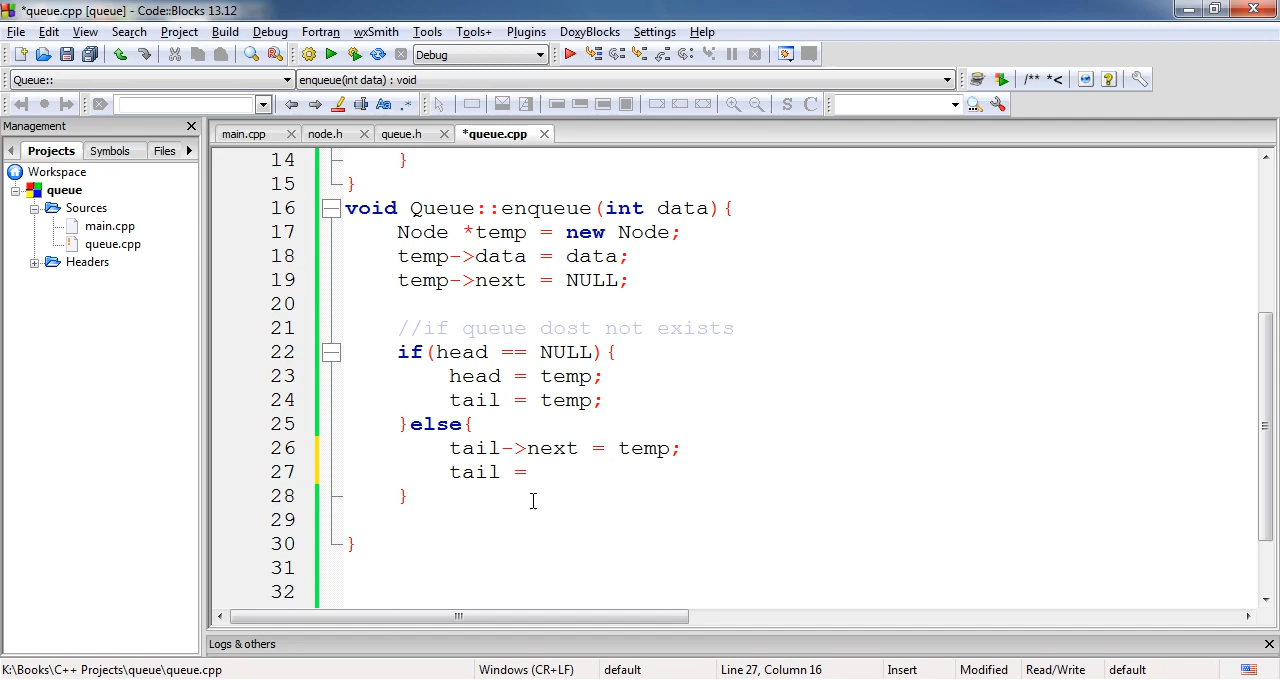 *queue.cpp [queue] - Code::Blocks 13.12
File Edit View Search Project Build Debug Fortran wxSmith Tools Tools+ Plugins DoxyBlocks Settings Help
Debug
Queue:: enqueue(int data) : void /** *<
S C
Management
main.cpp node.h queue.h *queue.cpp
Projects Symbols Files
Workspace
queue
Sources
main.cpp
queue.cpp
Headers
14 }
15 }
16 void Queue::enqueue(int data){
17 Node *temp = new Node;
18 temp->data = data;
19 temp->next = NULL;
20
21 //if queue dost not exists
22 if(head == NULL){
23 head = temp;
24 tail = temp;
25 }else{
26 tail->next = temp;
27 tail =
28 }
29
30 }
31
32
Logs & others
K:\Books\C++ Projects\queue\queue.cpp Windows (CR+LF) default Line 27, Column 16 Insert Modified Read/Write default